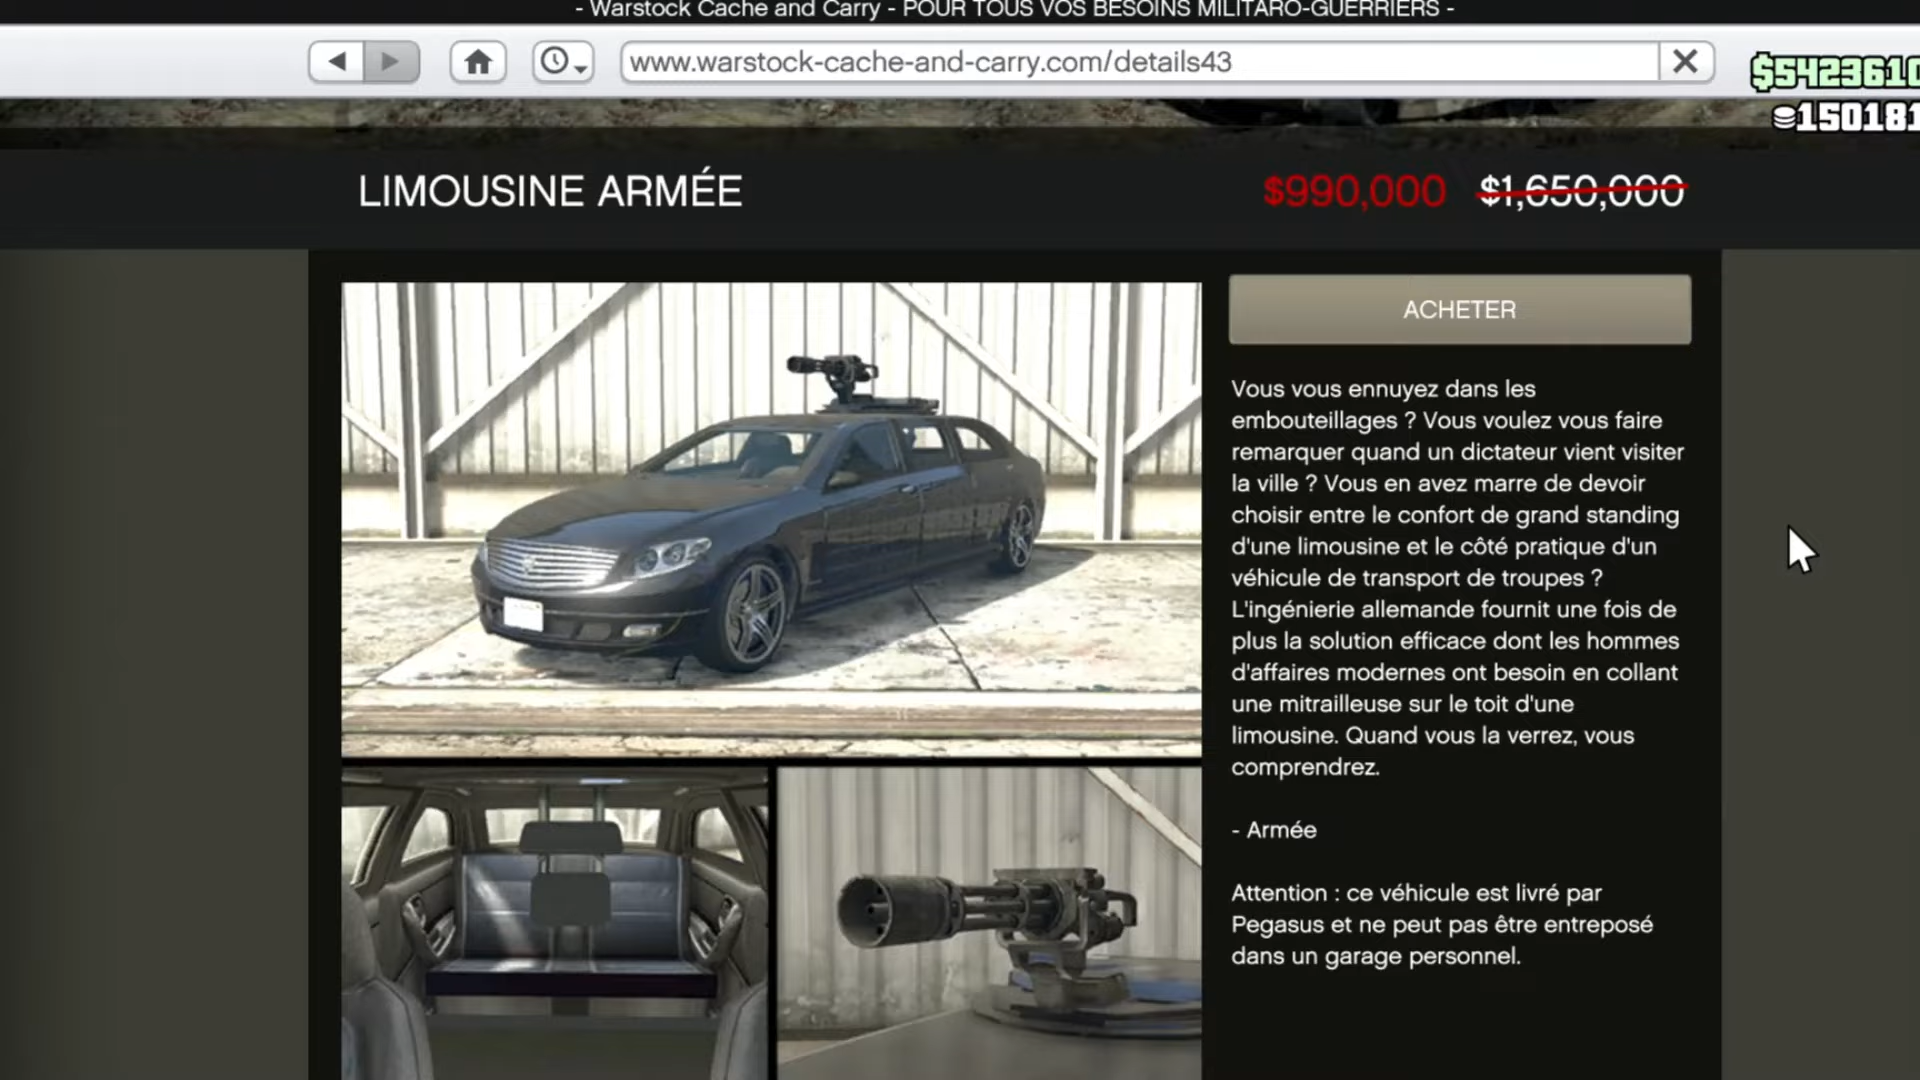 - Warstock Cache and Carry - POUR TOUS VOS BESOINS MILITARO-GUERRIERS -
www.warstock-cache-and-carry.com/details43
$5423610
150181
LIMOUSINE ARMÉE
$990,000 $1,650,000
ACHETER
Vous vous ennuyez dans les
embouteillages ? Vous voulez vous faire
remarquer quand un dictateur vient visiter
la ville ? Vous en avez marre de devoir
choisir entre le confort de grand standing
d'une limousine et le côté pratique d'un
véhicule de transport de troupes ?
L'ingénierie allemande fournit une fois de
plus la solution efficace dont les hommes
d'affaires modernes ont besoin en collant
une mitrailleuse sur le toit d'une
limousine. Quand vous la verrez, vous
comprendrez.
- Armée
Attention : ce véhicule est livré par
Pegasus et ne peut pas être entreposé
dans un garage personnel.